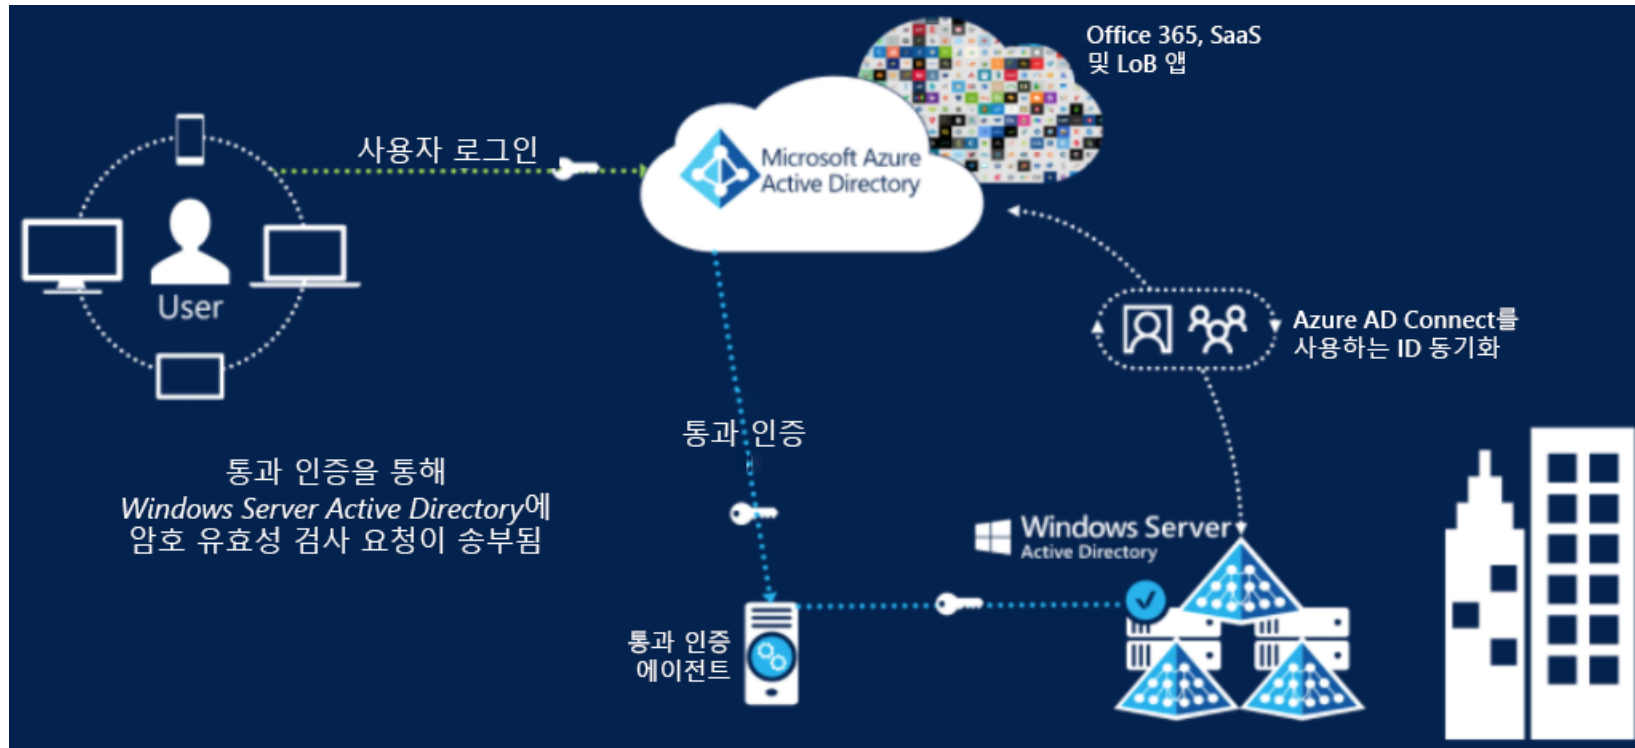 Office 365, SaaS
및 LoB 앱
사용자 로그인
Microsoft Azure
Active Directory
User
Azure AD Connect를
사용하는 ID 동기화
통과 인증
통과 인증을 통해
Windows Server Active Directory에
암호 유효성 검사 요청이 송부됨
Windows Server
Active Directory
통과 인증
에이전트